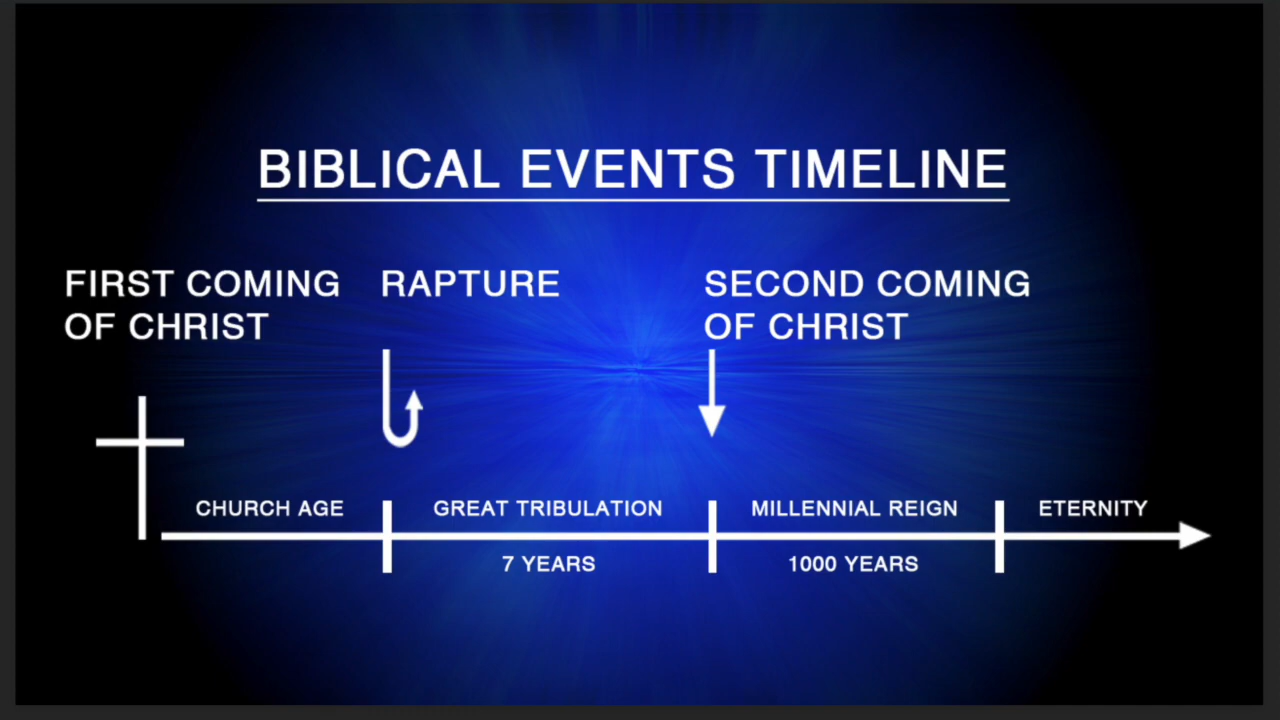 BIBLICAL EVENTS TIMELINE
FIRST COMING
OF CHRIST
RAPTURE
SECOND COMING
OF CHRIST
CHURCH AGE
GREAT TRIBULATION
7 YEARS
MILLENNIAL REIGN
1000 YEARS
ETERNITY